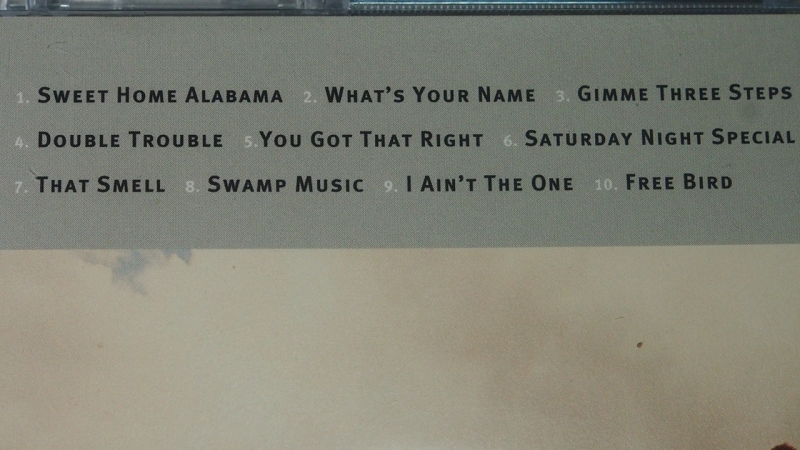 1. SWEET HOME ALABAMA 2. WHAT'S YOUR NAME 3. GIMME THREE STEPS
4. DOUBLE TROUBLE 5. YOU GOT THAT RIGHT 6. SATURDAY NIGHT SPECIAL
7. THAT SMELL 8. SWAMP MUSIC 9. I AIN'T THE ONE 10. FREE BIRD